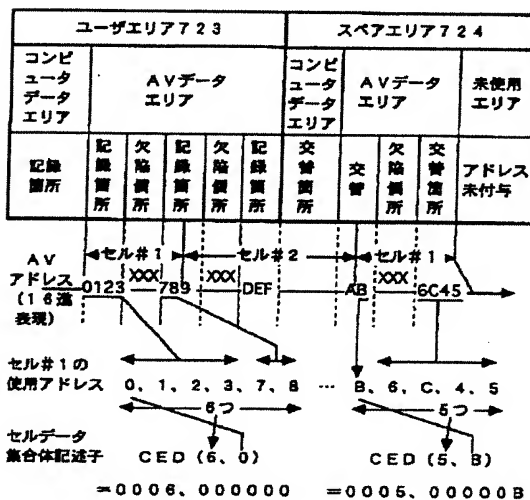 ユーザエリア723
スペアエリア724
コンピュータデータエリア
AVデータエリア
コンピュータデータエリア
AVデータエリア
未使用エリア
記録箇所
記録箇所
欠陥個所
記録箇所
欠陥個所
記録箇所
交替箇所
交替
欠陥個所
交替箇所
アドレス未付与
セル#1
セル#2
セル#1
AVアドレス(16進表現)
0123
XXX
789
XXX
DEF
AB
XXX
6C45
セル#1の使用アドレス
0、1、2、3、7、8 … B、6、C、4、5
6つ
5つ
セルデータ集合体記述子
CED(6、0)
CED(5、B)
=0006、000000
=0005、00000B